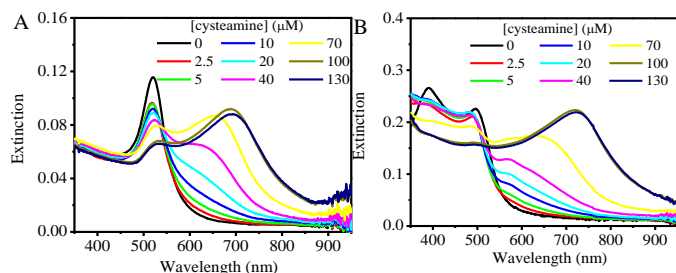 A
[cysteamine] (μM)
0 10 70
2.5 20 100
5 40 130
Extinction
0.16
0.12
0.08
0.04
0.00
400 500 600 700 800 900
Wavelength (nm)
B
[cysteamine] (μM)
0 10 70
2.5 20 100
5 40 130
Extinction
0.4
0.3
0.2
0.1
0.0
400 500 600 700 800 900
Wavelength (nm)